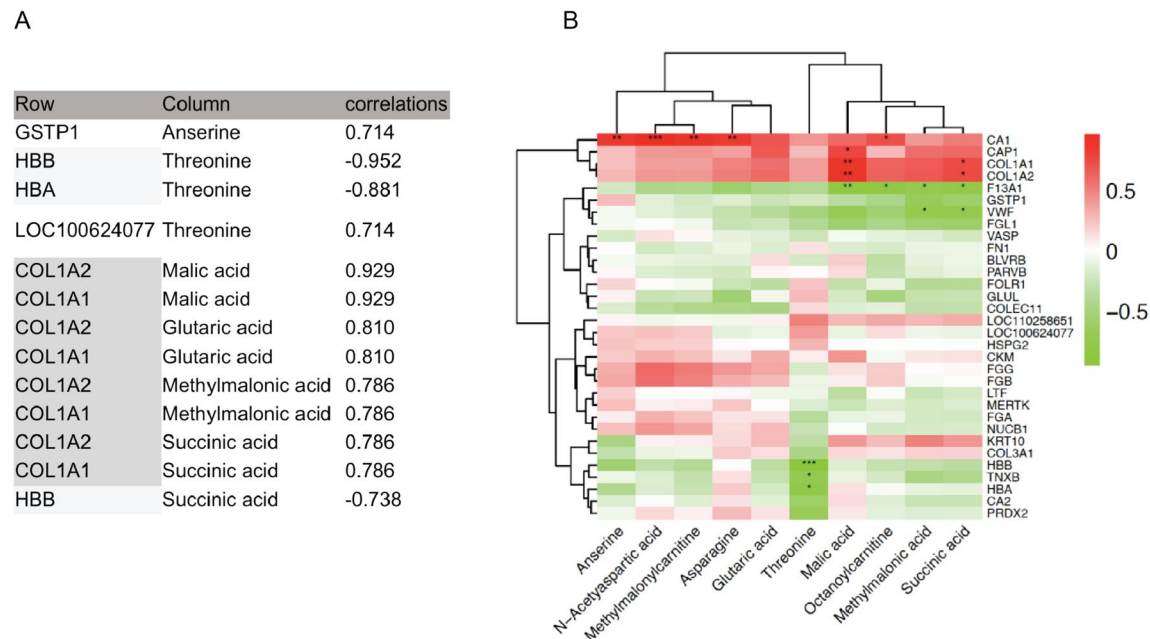 A
Row Column correlations
GSTP1 Anserine 0.714
HBB Threonine -0.952
HBA Threonine -0.881
LOC100624077 Threonine 0.714
COL1A2 Malic acid 0.929
COL1A1 Malic acid 0.929
COL1A2 Glutaric acid 0.810
COL1A1 Glutaric acid 0.810
COL1A2 Methylmalonic acid 0.786
COL1A1 Methylmalonic acid 0.786
COL1A2 Succinic acid 0.786
COL1A1 Succinic acid 0.786
HBB Succinic acid -0.738
B
** *** ** ** * CA1
* CAP1
** * COL1A1
** * COL1A2
** * * * F13A1
GSTP1
* * VWF
FGL1
VASP
FN1
BLVRB
PARVB
FOLR1
GLUL
COLEC11
LOC110258651
LOC100624077
HSPG2
CKM
FGG
FGB
LTF
MERTK
FGA
NUCB1
KRT10
COL3A1
*** HBB
* TNXB
* HBA
CA2
PRDX2
Anserine
N-Acetyaspartic acid
Methylmalonylcarnitine
Asparagine
Glutaric acid
Threonine
Malic acid
Octanoylcarnitine
Methylmalonic acid
Succinic acid
0.5
0
-0.5